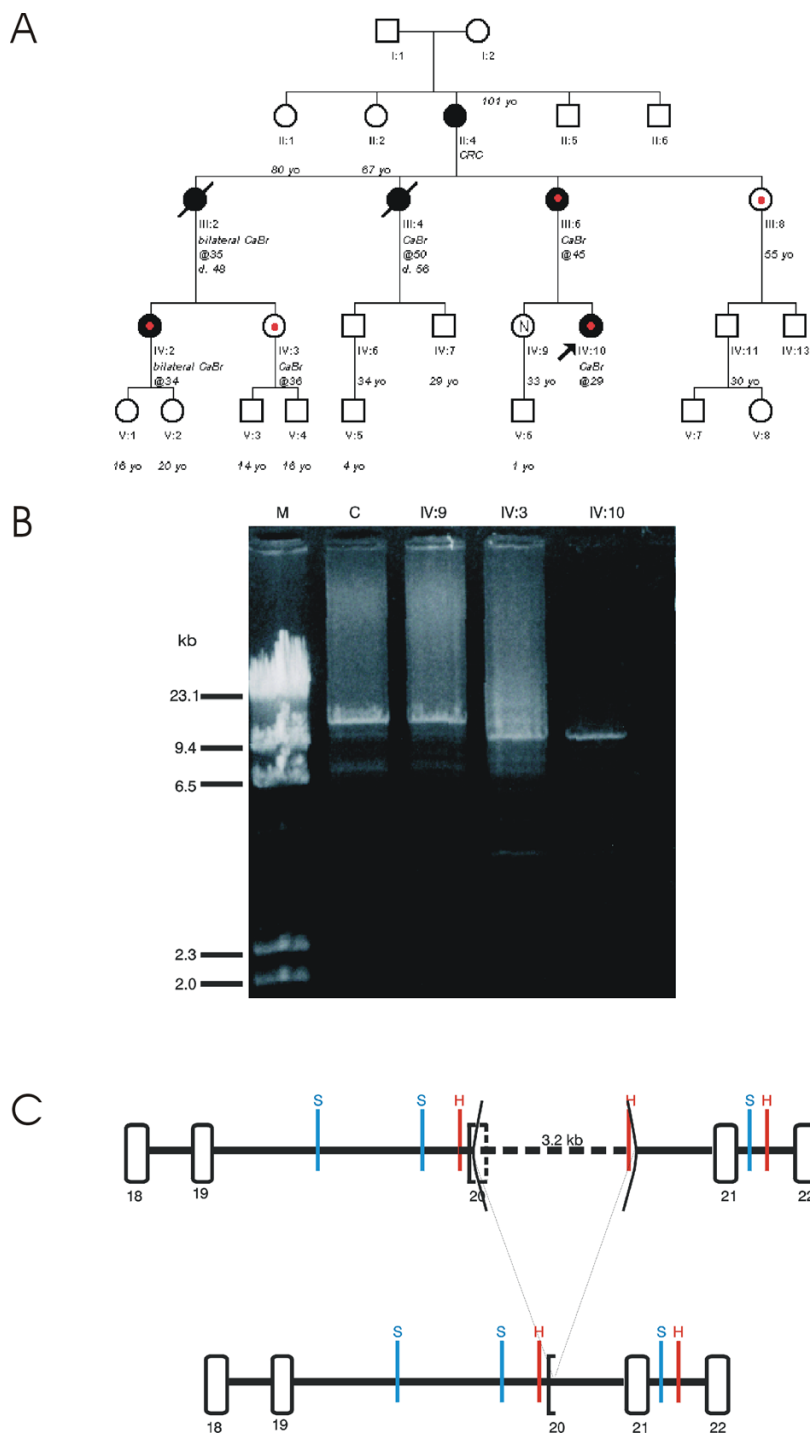 A
I:1 I:2
101 yo
II:1 II:2 II:4 II:5 II:6
CRC
80 yo 67 yo
III:2 III:4 III:6 III:8
bilateral CaBr CaBr CaBr 55 yo
@35 @50 @45
d. 48 d. 56
N
IV:2 IV:3 IV:6 IV:7 IV:9 IV:10 IV:11 IV:13
bilateral CaBr CaBr CaBr
@34 @36 34 yo 29 yo 33 yo @29 30 yo
V:1 V:2 V:3 V:4 V:5 V:6 V:7 V:8
16 yo 20 yo 14 yo 16 yo 4 yo 1 yo
B
M C IV:9 IV:3 IV:10
kb
23.1
9.4
6.5
2.3
2.0
C
S S H H S H
3.2 kb
18 19 20 21 22
S S H S H
18 19 20 21 22